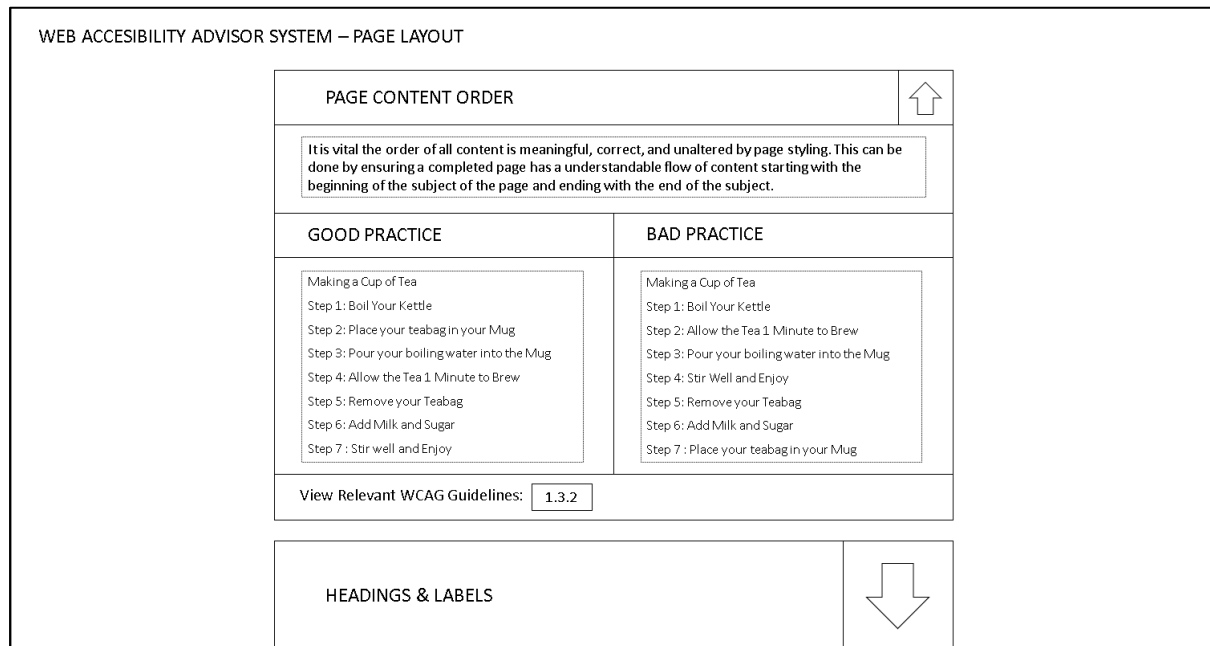 WEB ACCESIBILITY ADVISOR SYSTEM – PAGE LAYOUT
PAGE CONTENT ORDER
It is vital the order of all content is meaningful, correct, and unaltered by page styling. This can be
done by ensuring a completed page has a understandable flow of content starting with the
beginning of the subject of the page and ending with the end of the subject.
GOOD PRACTICE
Making a Cup of Tea
Step 1: Boil Your Kettle
Step 2: Place your teabag in your Mug
Step 3: Pour your boiling water into the Mug
Step 4: Allow the Tea 1 Minute to Brew
Step 5: Remove your Teabag
Step 6: Add Milk and Sugar
Step 7 : Stir well and Enjoy
BAD PRACTICE
Making a Cup of Tea
Step 1: Boil Your Kettle
Step 2: Allow the Tea 1 Minute to Brew
Step 3: Pour your boiling water into the Mug
Step 4: Stir Well and Enjoy
Step 5: Remove your Teabag
Step 6: Add Milk and Sugar
Step 7 : Place your teabag in your Mug
View Relevant WCAG Guidelines: 1.3.2
HEADINGS & LABELS